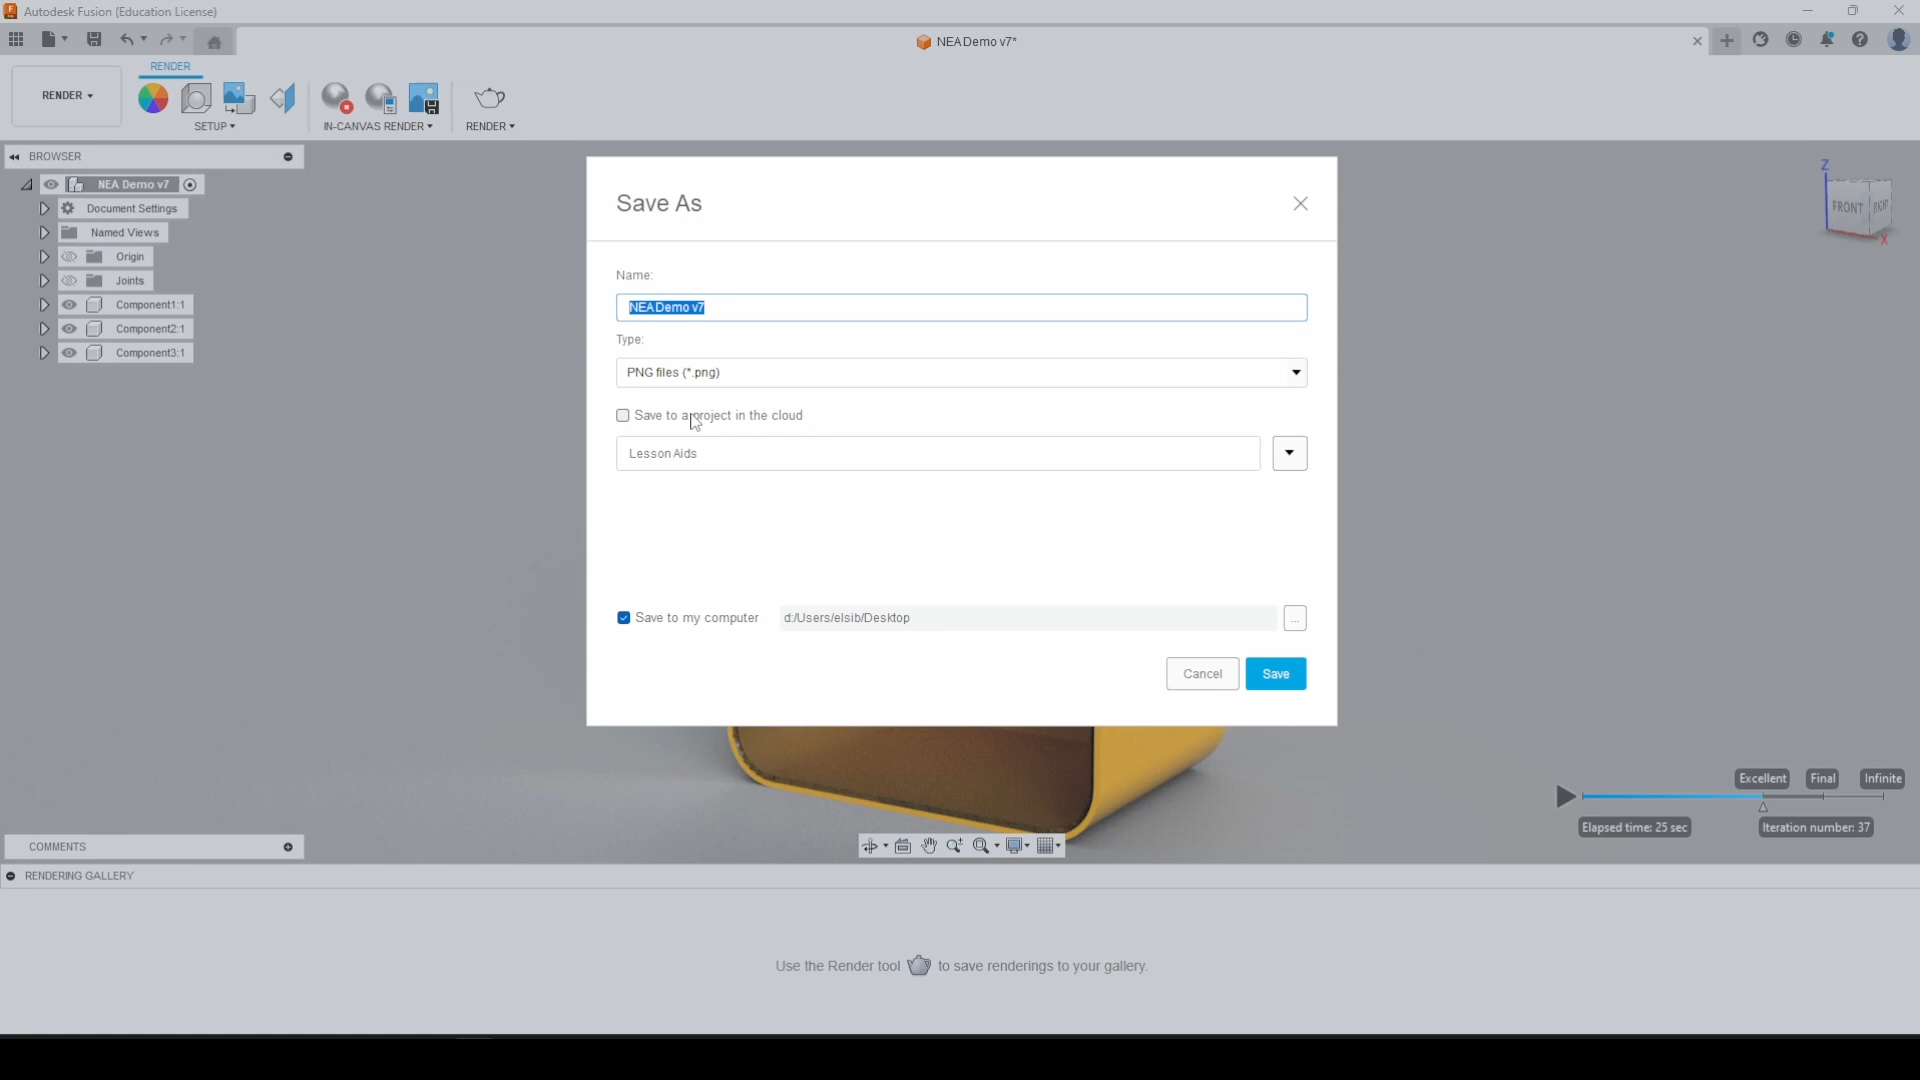 Autodesk Fusion (Education License)
NEA Demo v7*
RENDER
RENDER
SETUP
IN-CANVAS RENDER
RENDER
BROWSER
NEA Demo v7
Document Settings
Named Views
Origin
Joints
Component1:1
Component2:1
Component3:1
Z
FRONT
RIGHT
X
Save As
Name:
NEA Demo v7
Type:
PNG files (*.png)
Save to a project in the cloud
Lesson Aids
Save to my computer
d:/Users/elsib/Desktop
...
Cancel
Save
Excellent
Final
Infinite
Elapsed time: 25 sec
Iteration number: 37
COMMENTS
RENDERING GALLERY
Use the Render tool to save renderings to your gallery.